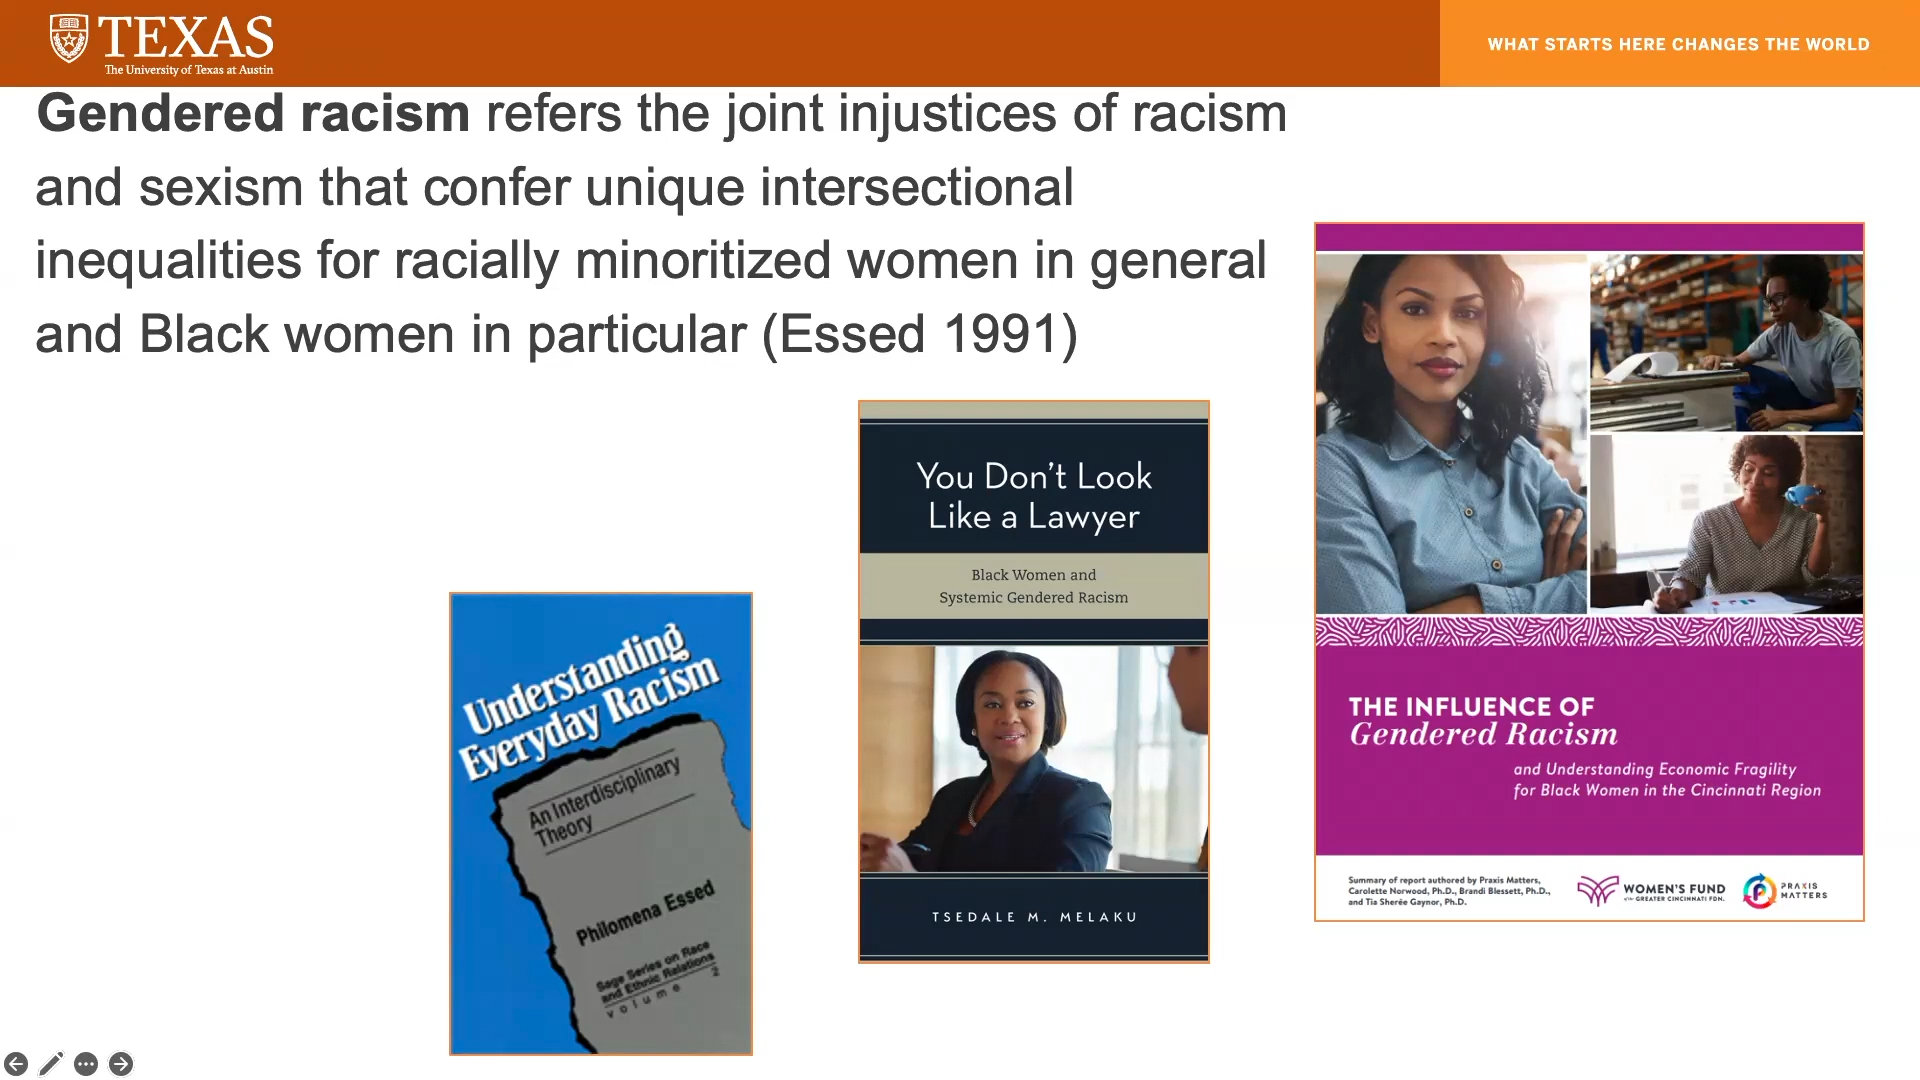 TEXAS
The University of Texas at Austin
WHAT STARTS HERE CHANGES THE WORLD
Gendered racism refers the joint injustices of racism
and sexism that confer unique intersectional
inequalities for racially minoritized women in general
and Black women in particular (Essed 1991)
Understanding
Everyday Racism
An Interdisciplinary
Theory
Philomena Essed
Sage Series on Race
and Ethnic Relations
volume 2
You Don't Look
Like a Lawyer
Black Women and
Systemic Gendered Racism
TSEDALE M. MELAKU
THE INFLUENCE OF
Gendered Racism
and Understanding Economic Fragility
for Black Women in the Cincinnati Region
Summary of report authored by Praxis Matters,
Carolette Norwood, Ph.D., Brandi Blessett, Ph.D.,
and Tia Sherée Gaynor, Ph.D.
WOMEN'S FUND
GREATER CINCINNATI FDN.
PRAXIS
MATTERS